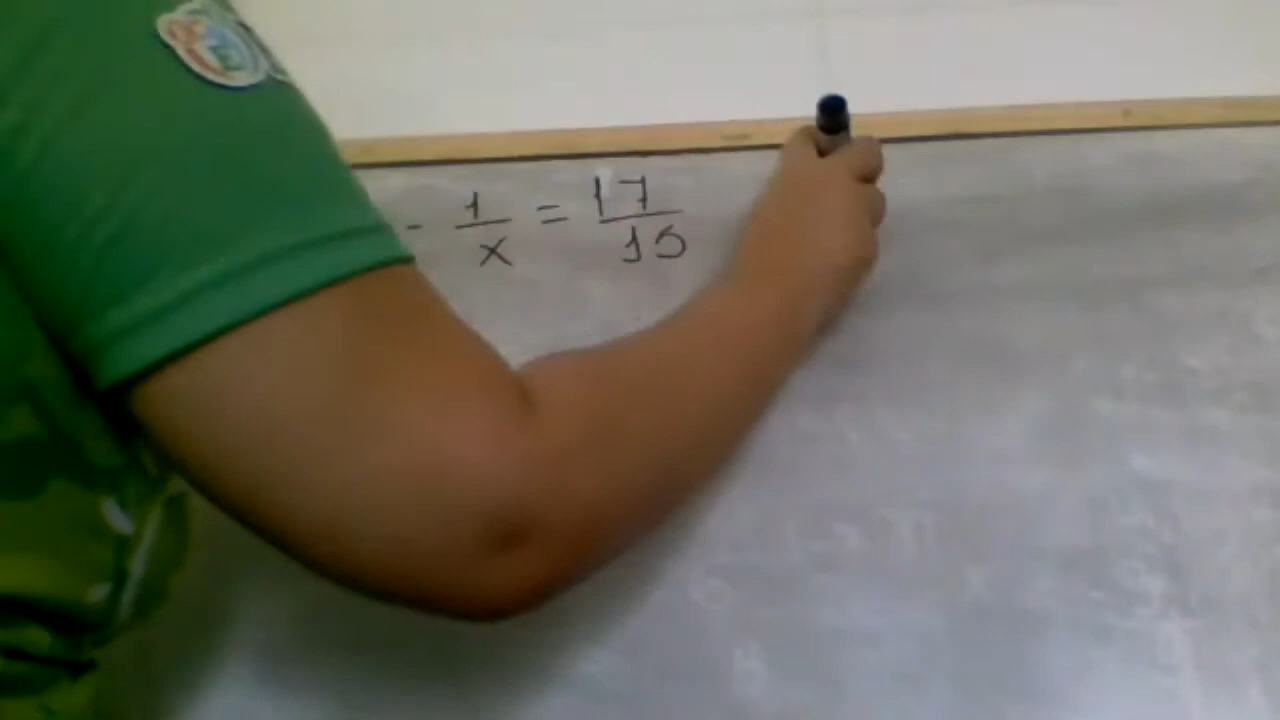 - 1/x = 17/15